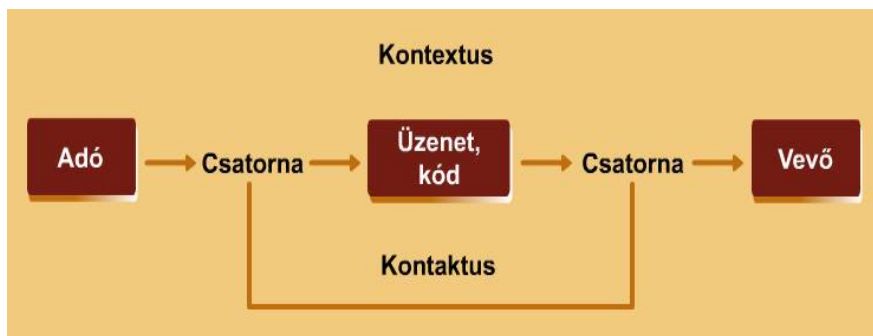 Kontextus
Adó
Csatorna
Üzenet,
kód
Csatorna
Vevő
Kontaktus